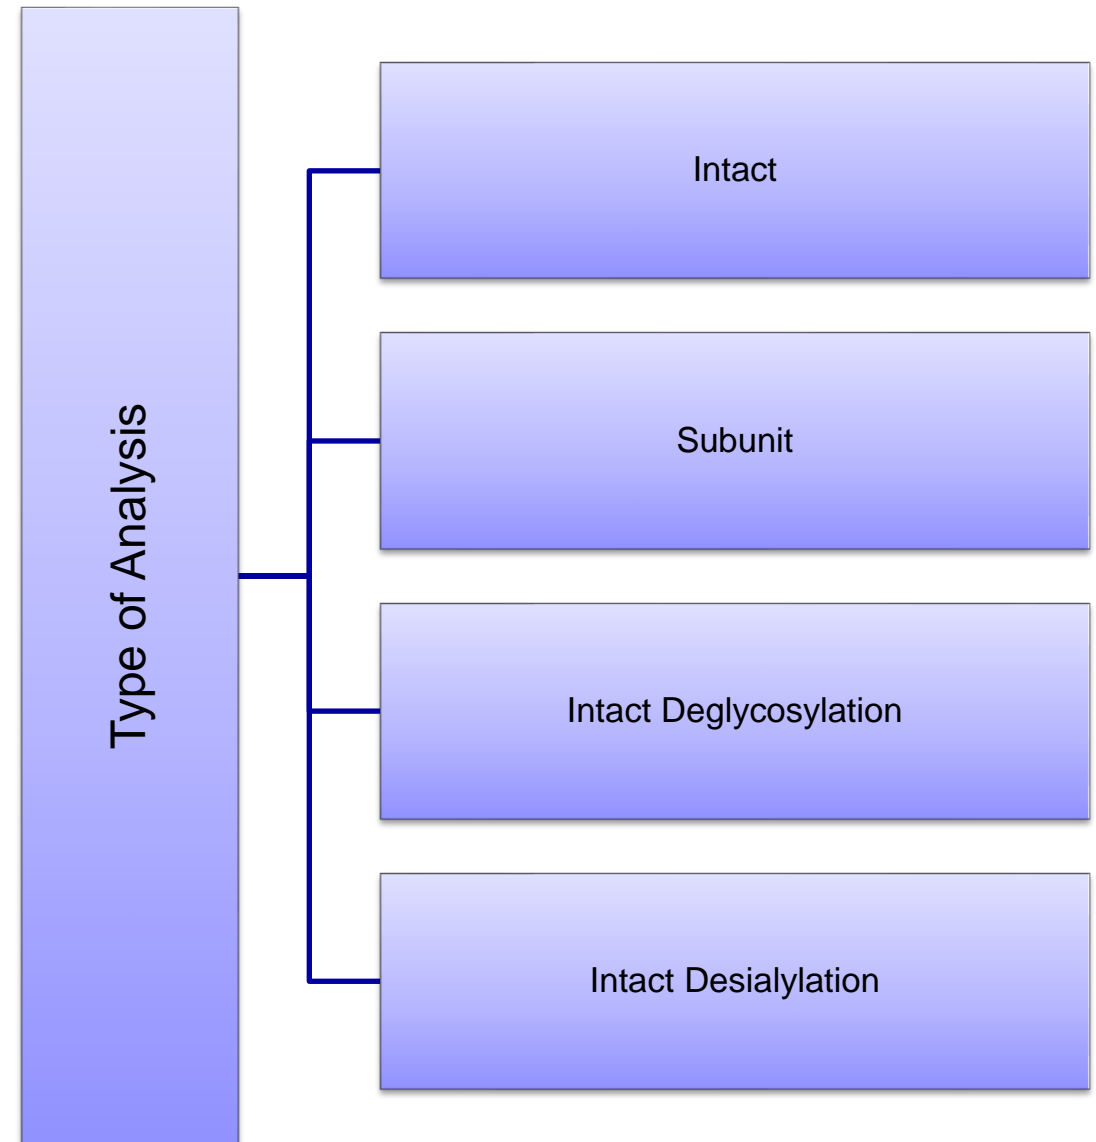 Type of Analysis
Intact
Subunit
Intact Deglycosylation
Intact Desialylation